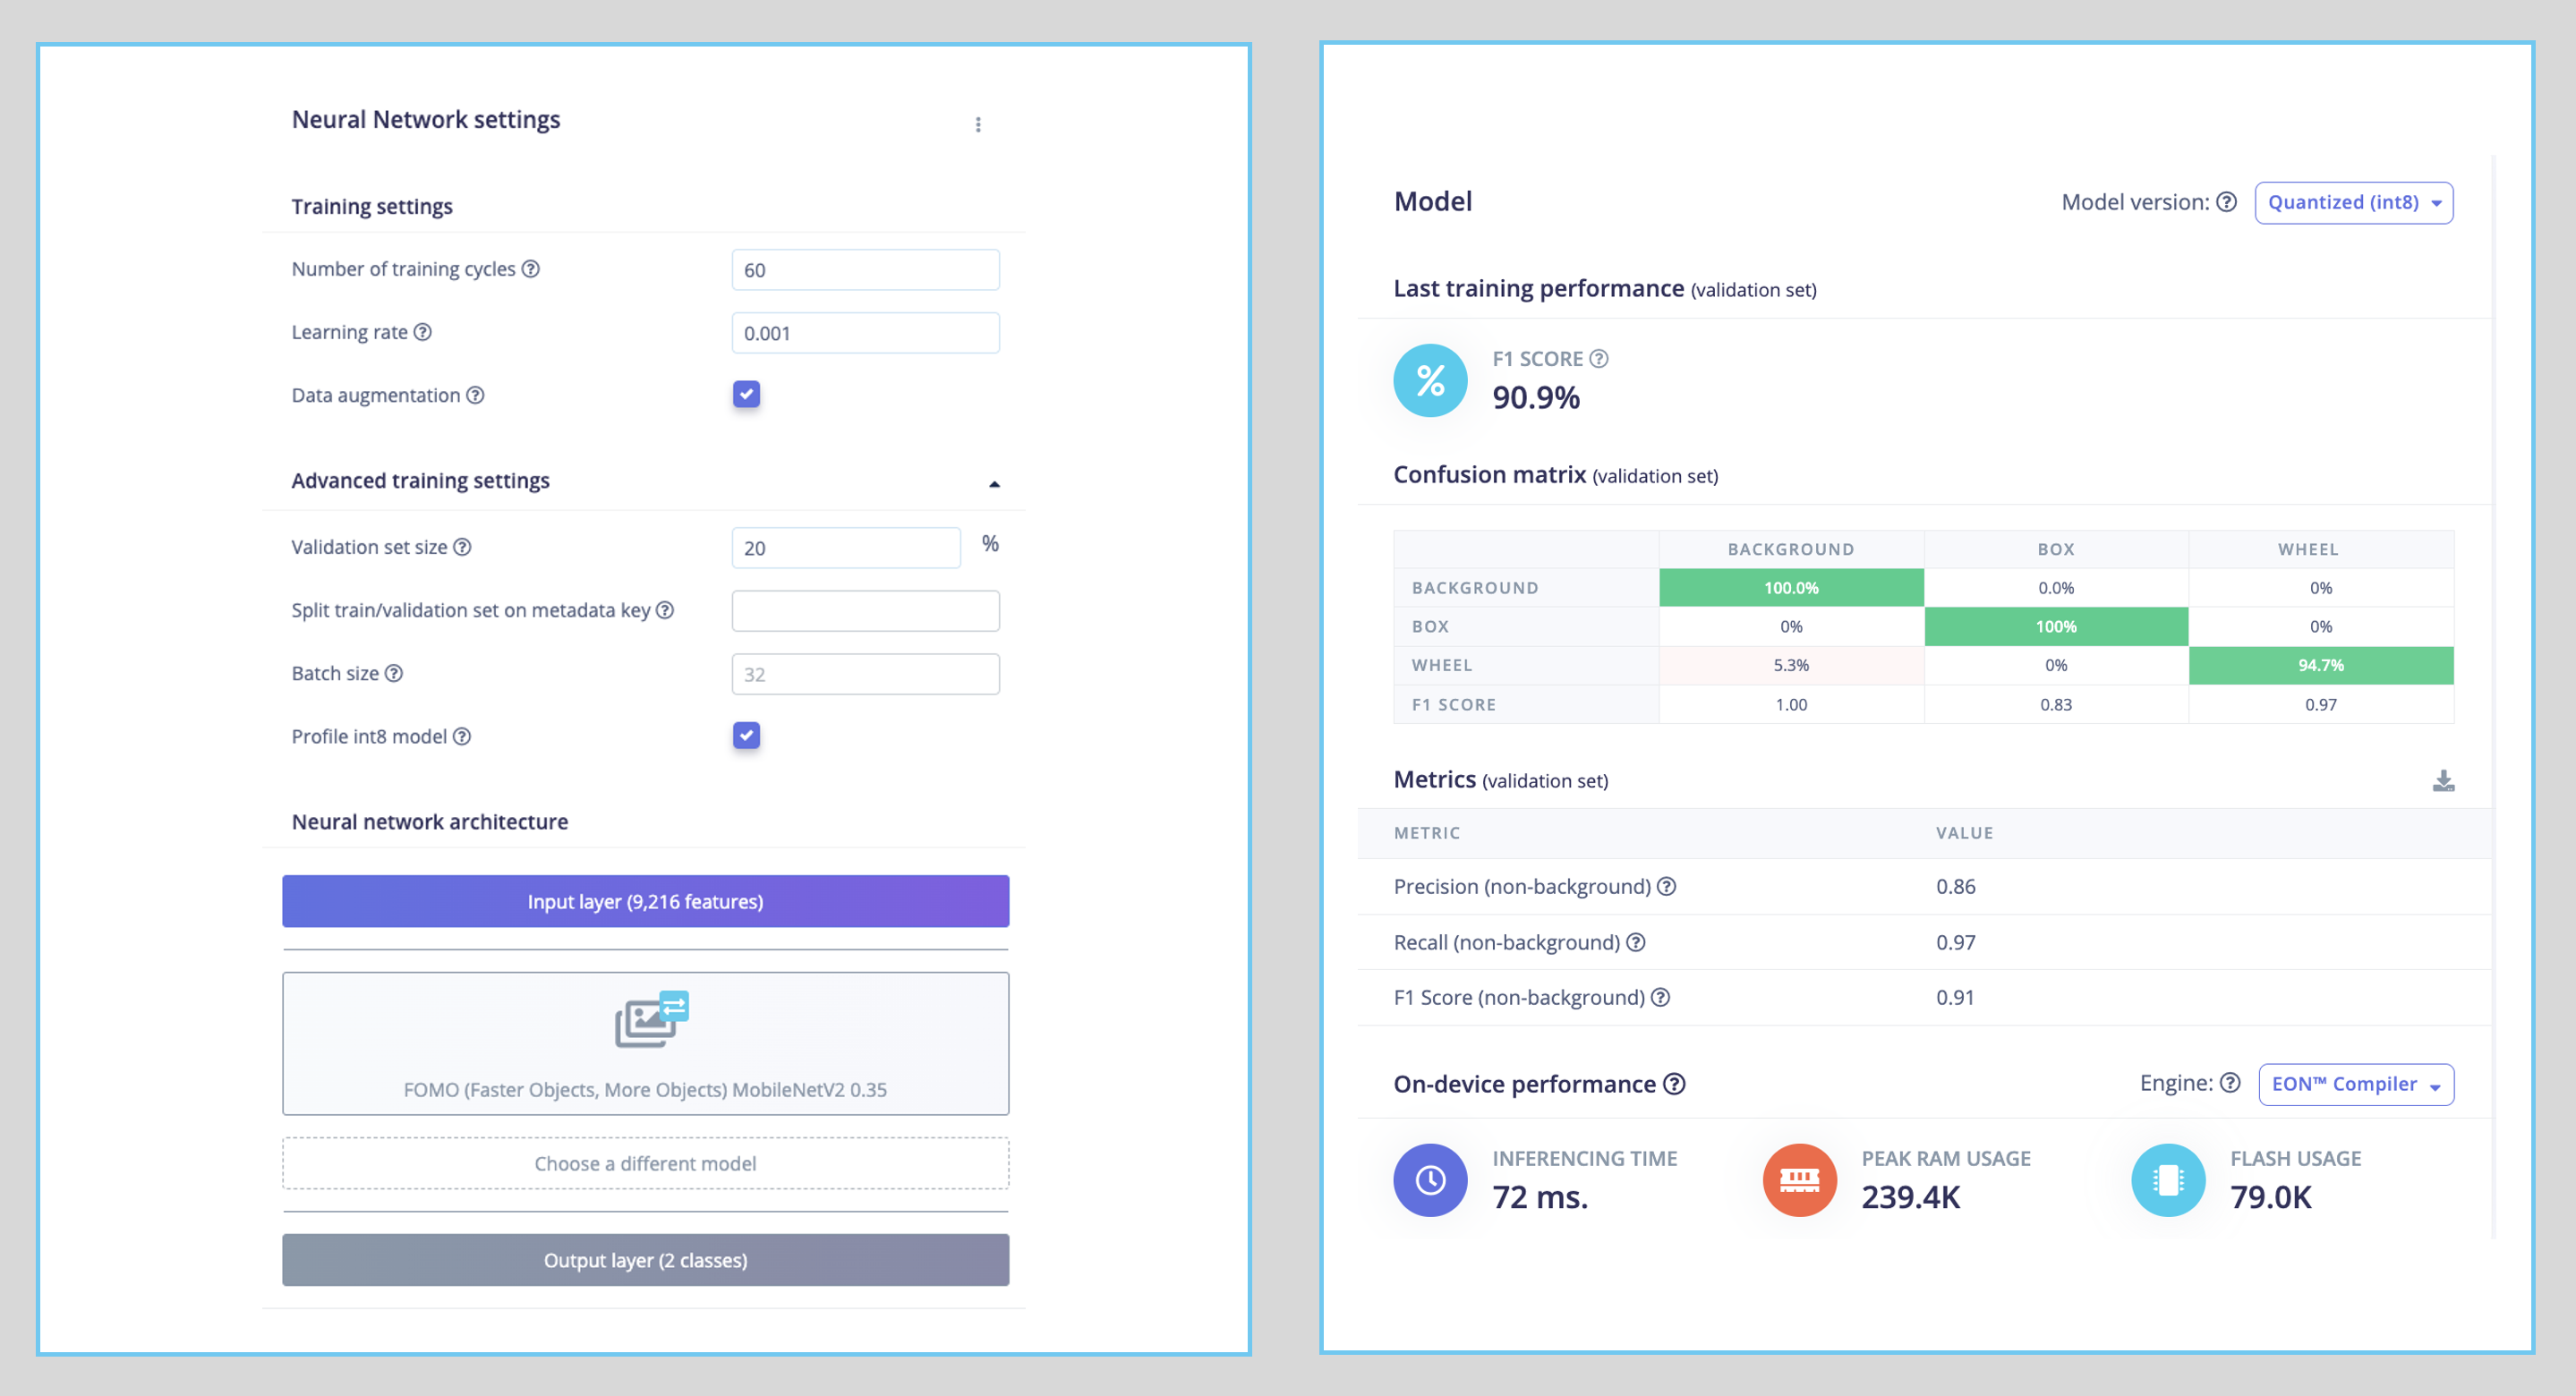 Neural Network settings
Training settings
Number of training cycles
60
Learning rate
0.001
Data augmentation
Advanced training settings
Validation set size
20
%
Split train/validation set on metadata key
Batch size
32
Profile int8 model
Neural network architecture
Input layer (9,216 features)
FOMO (Faster Objects, More Objects) MobileNetV2 0.35
Choose a different model
Output layer (2 classes)
Model
Model version:
Quantized (int8)
Last training performance (validation set)
%
F1 SCORE
90.9%
Confusion matrix (validation set)
BACKGROUND BOX WHEEL
BACKGROUND 100.0% 0.0% 0%
BOX 0% 100% 0%
WHEEL 5.3% 0% 94.7%
F1 SCORE 1.00 0.83 0.97
Metrics (validation set)
METRIC VALUE
Precision (non-background) 0.86
Recall (non-background) 0.97
F1 Score (non-background) 0.91
On-device performance
Engine:
EON™ Compiler
INFERENCING TIME
72 ms.
PEAK RAM USAGE
239.4K
FLASH USAGE
79.0K